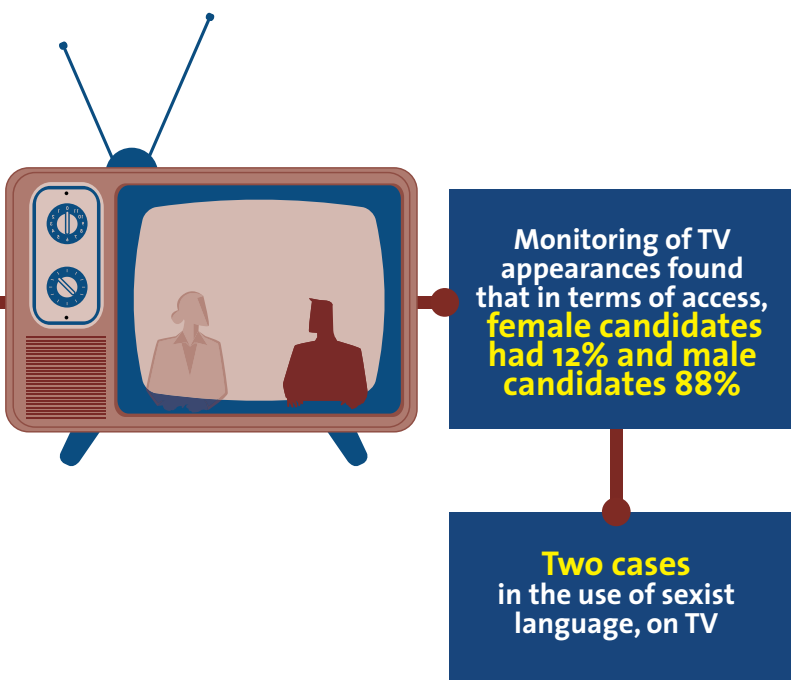 Monitoring of TV
appearances found
that in terms of access,
female candidates
had 12% and male
candidates 88%
Two cases
in the use of sexist
language, on TV